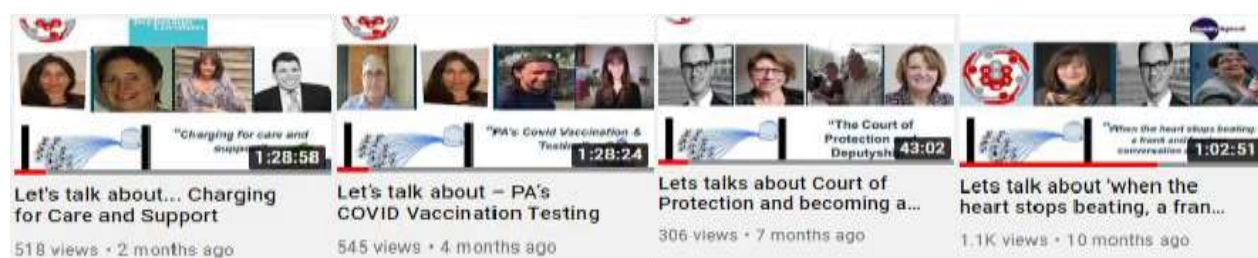 "Charging for care and
1:28:58
Let's talk about... Charging
for Care and Support
518 views • 2 months ago
"PA's Covid Vaccination &
1:28:24
Let's talk about – PA's
COVID Vaccination Testing
545 views • 4 months ago
"The Court of
Protection
43:02
Lets talks about Court of
Protection and becoming a...
306 views • 7 months ago
"When the heart stops beating,
a frank and
conversation
1:02:51
Lets talk about 'when the
heart stops beating, a fran...
1.1K views • 10 months ago